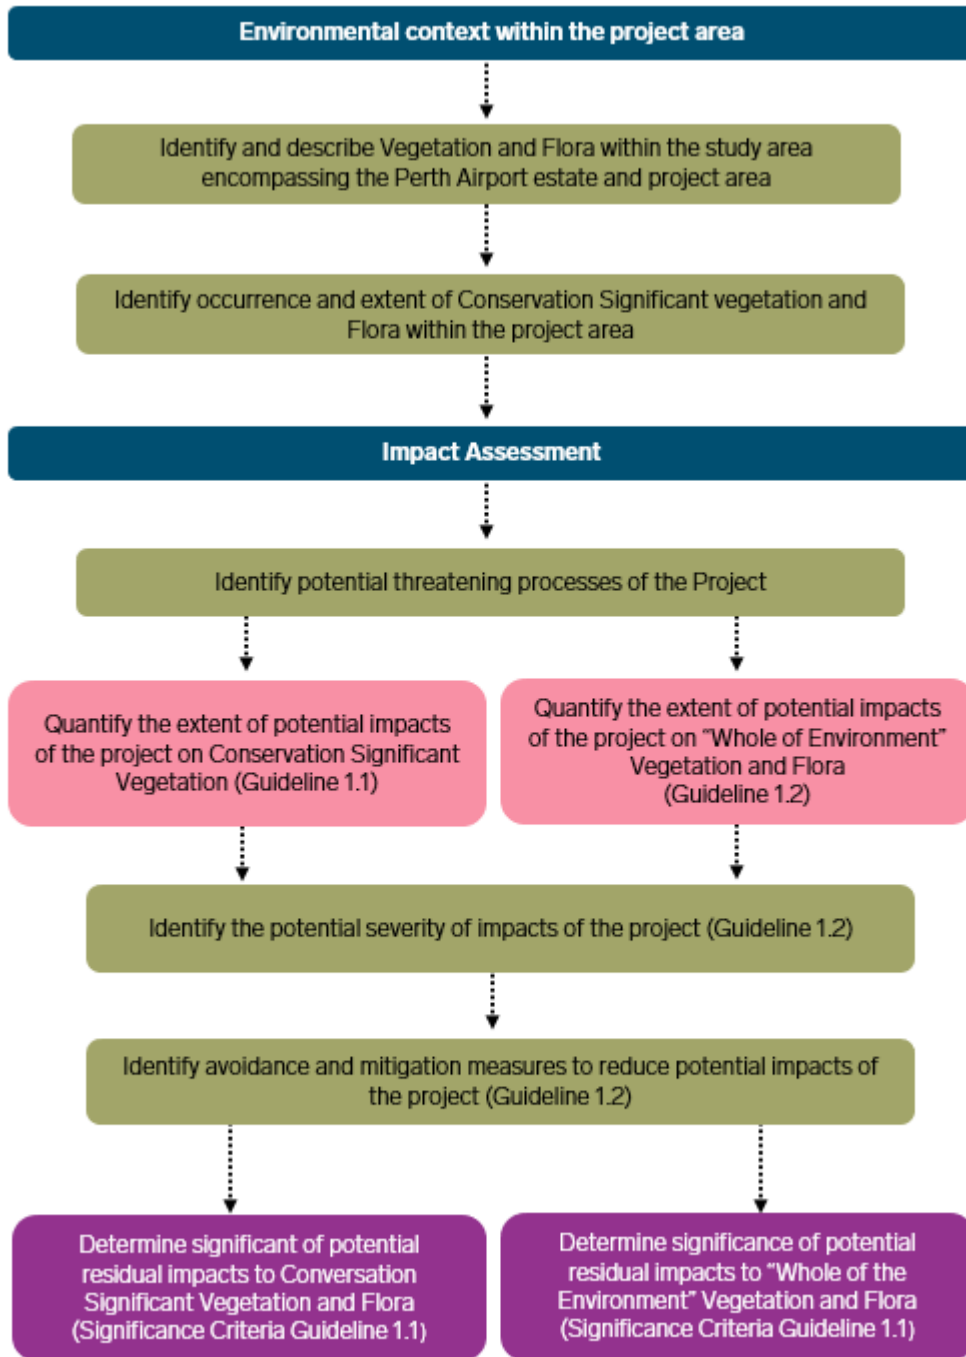 Environmental context within the project area
Identify and describe Vegetation and Flora within the study area
encompassing the Perth Airport estate and project area
Identify occurrence and extent of Conservation Significant vegetation and
Flora within the project area
Impact Assessment
Identify potential threatening processes of the Project
Quantify the extent of potential impacts
of the project on Conservation Significant
Vegetation (Guideline 1.1)
Quantify the extent of potential impacts
of the project on “Whole of Environment”
Vegetation and Flora
(Guideline 1.2)
Identify the potential severity of impacts of the project (Guideline 1.2)
Identify avoidance and mitigation measures to reduce potential impacts of
the project (Guideline 1.2)
Determine significant of potential
residual impacts to Conversation
Significant Vegetation and Flora
(Significance Criteria Guideline 1.1)
Determine significance of potential
residual impacts to “Whole of the
Environment” Vegetation and Flora
(Significance Criteria Guideline 1.1)